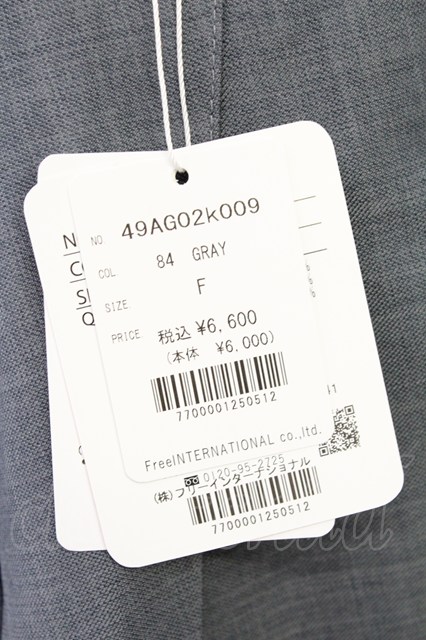 NO 49AG02K009
COL 84 GRAY
SIZE F
PRICE 税込 ¥6,600
(本体 ¥6,000)
7700001250512
FreeINTERNATIONAL co.,ltd.
0120-95-2725
(株)フリーインターナショナル
7700001250512